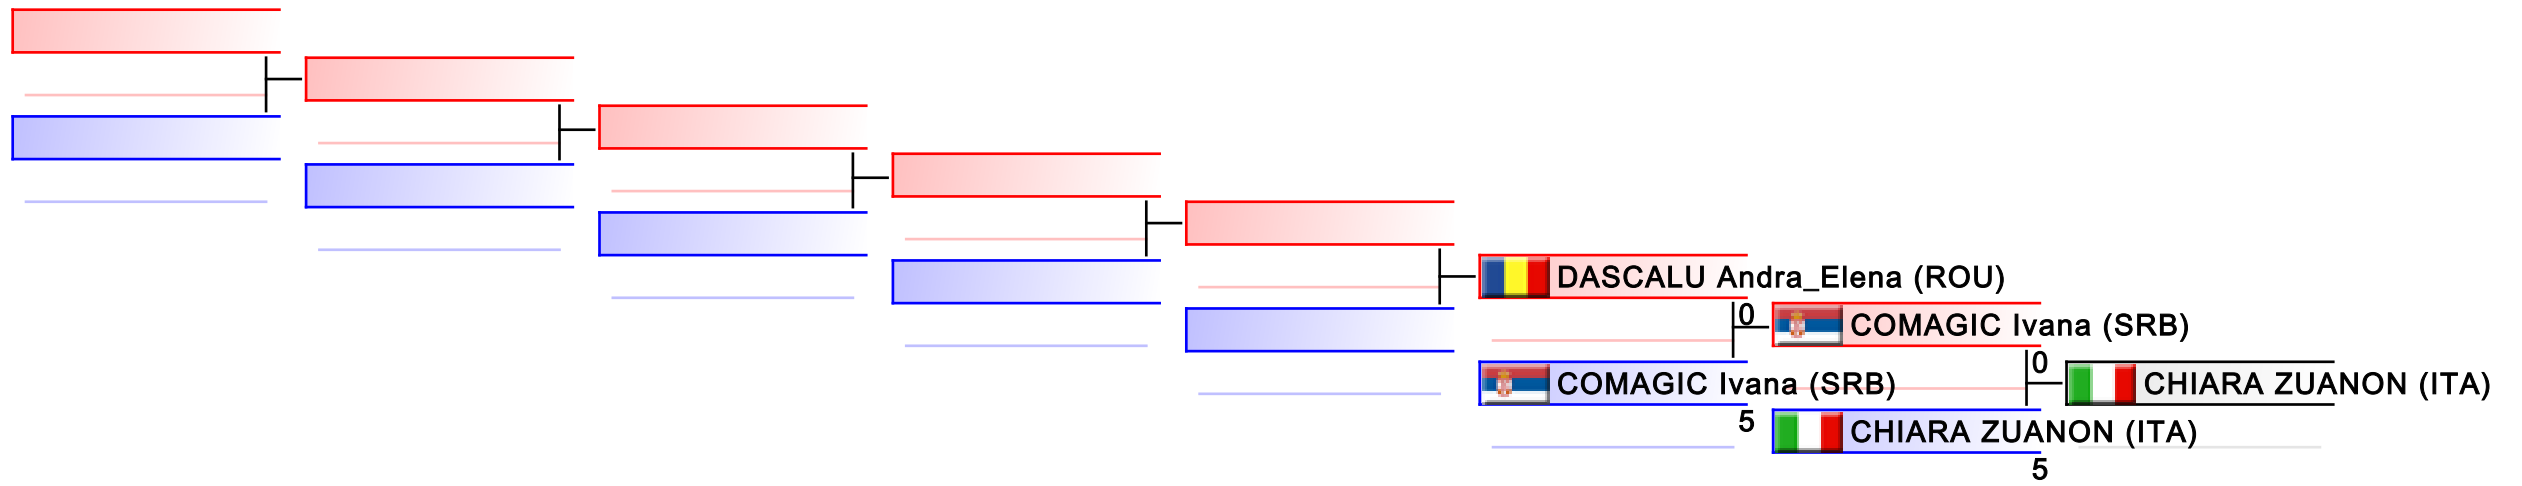 DASCALU Andra_Elena (ROU)
0
COMAGIC Ivana (SRB)
COMAGIC Ivana (SRB)
5
0
CHIARA ZUANON (ITA)
CHIARA ZUANON (ITA)
5